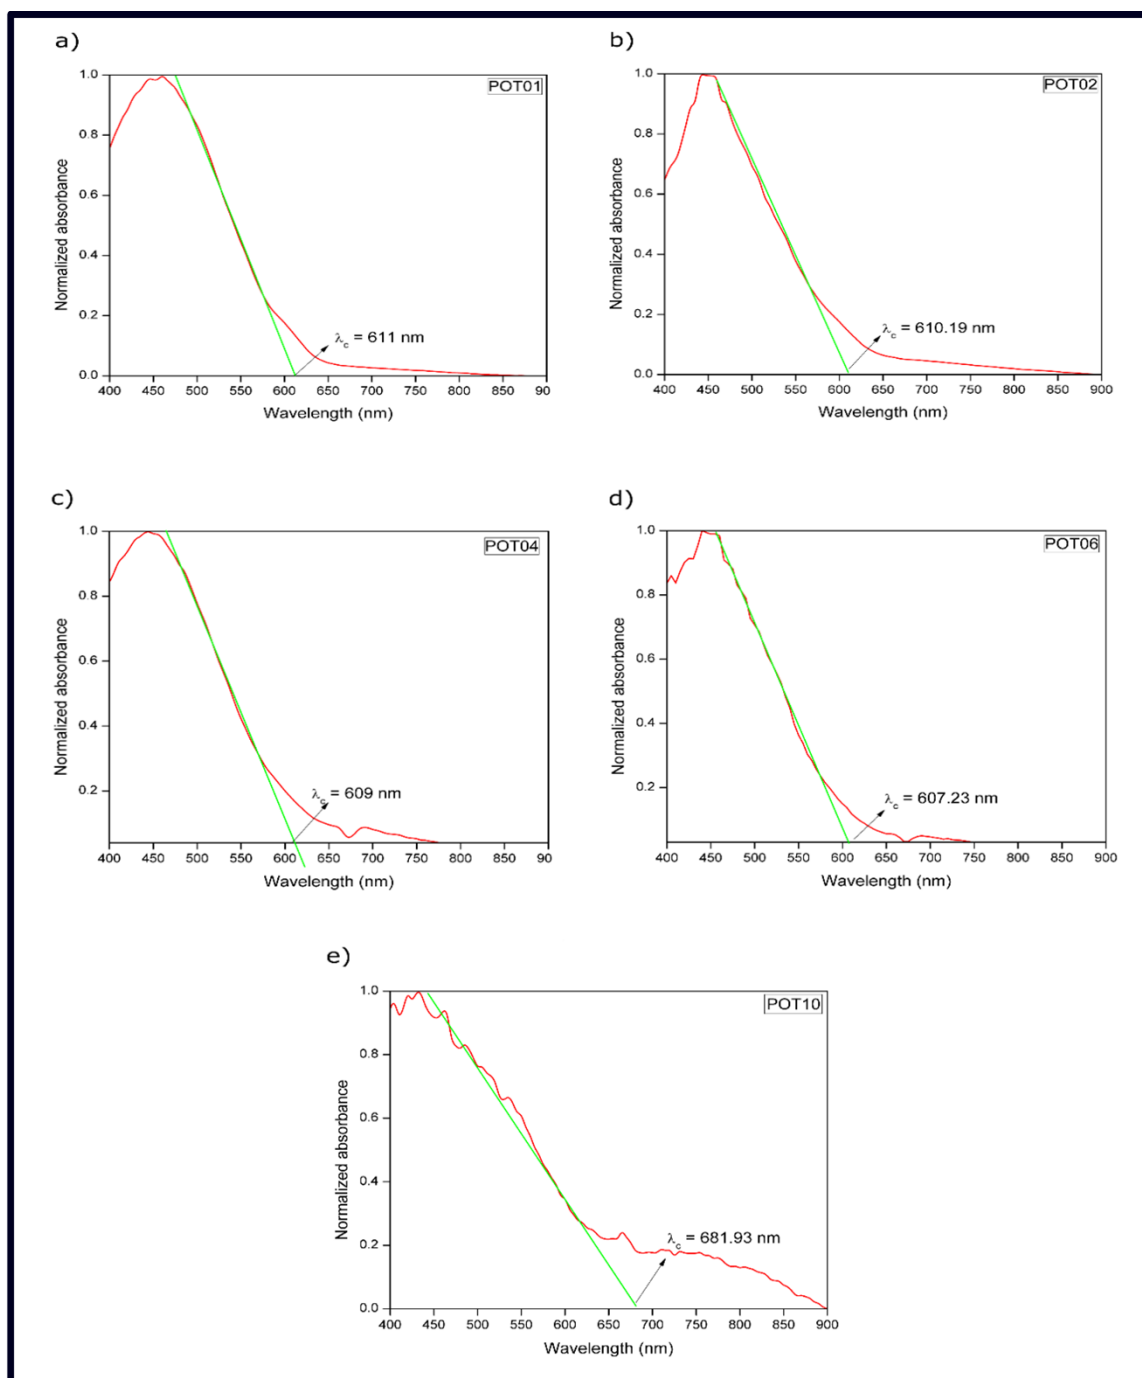 a)
POT01
1.0
0.8
0.6
0.4
0.2
0.0
Normalized absorbance
λc = 611 nm
400 450 500 550 600 650 700 750 800 850 90
Wavelength (nm)
b)
POT02
1.0
0.8
0.6
0.4
0.2
0.0
Normalized absorbance
λc = 610.19 nm
400 450 500 550 600 650 700 750 800 850 900
Wavelength (nm)
c)
POT04
1.0
0.8
0.6
0.4
0.2
Normalized absorbance
λc = 609 nm
400 450 500 550 600 650 700 750 800 850 90
Wavelength (nm)
d)
POT06
1.0
0.8
0.6
0.4
0.2
Normalized absorbance
λc = 607.23 nm
400 450 500 550 600 650 700 750 800 850 900
Wavelength (nm)
e)
POT10
1.0
0.8
0.6
0.4
0.2
0.0
Normalized absorbance
λc = 681.93 nm
400 450 500 550 600 650 700 750 800 850 900
Wavelength (nm)